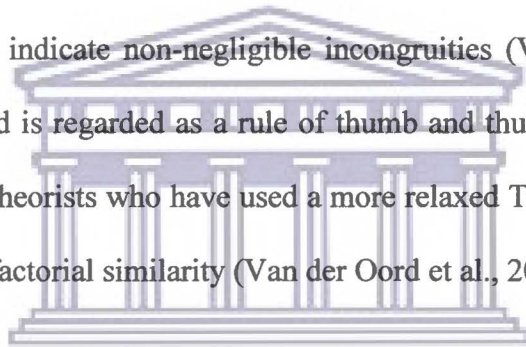 indicate non-negligible incongruities (V
d is regarded as a rule of thumb and thu
heorists who have used a more relaxed T
factorial similarity (Van der Oord et al., 20